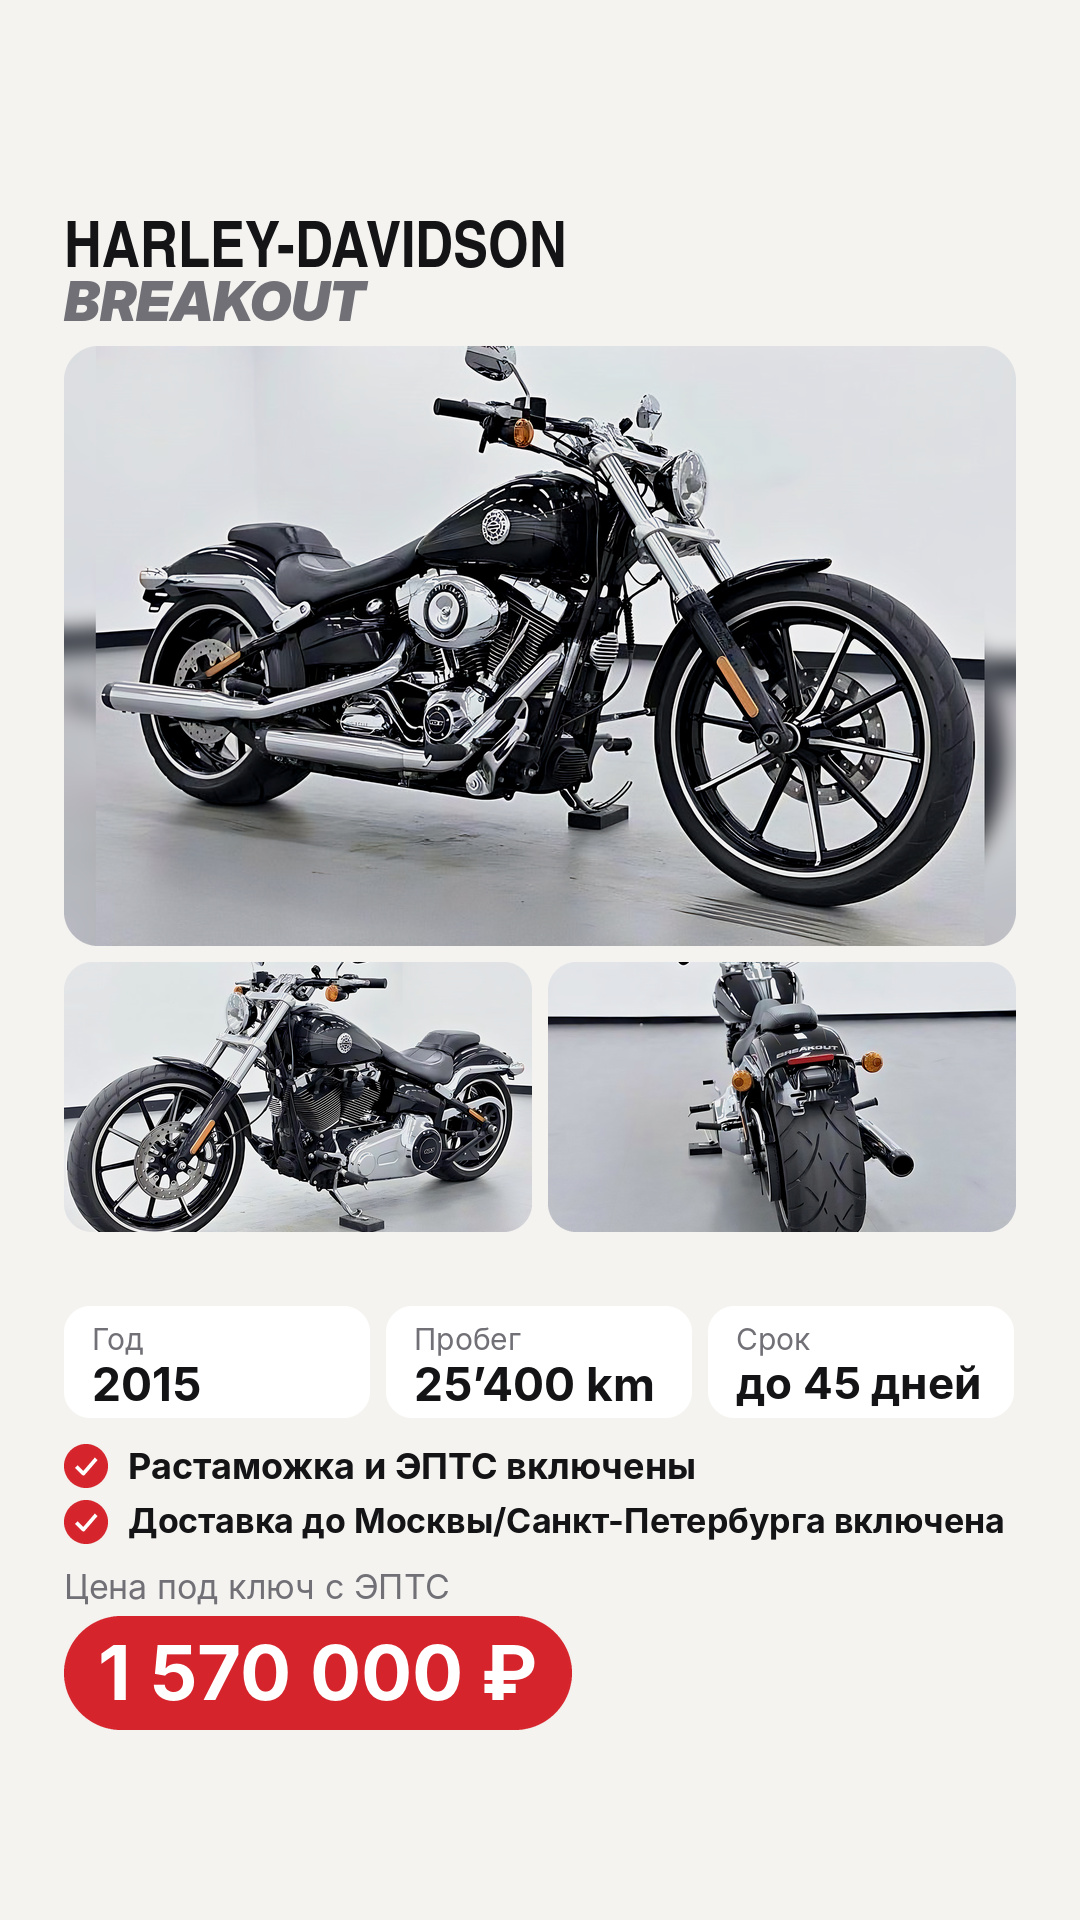 HARLEY-DAVIDSON
BREAKOUT
BREAKOUT
Год
2015
Пробег
25’400 km
Срок
до 45 дней
Растаможка и ЭПТС включены
Доставка до Москвы/Санкт-Петербурга включена
Цена под ключ с ЭПТС
1 570 000 ₽